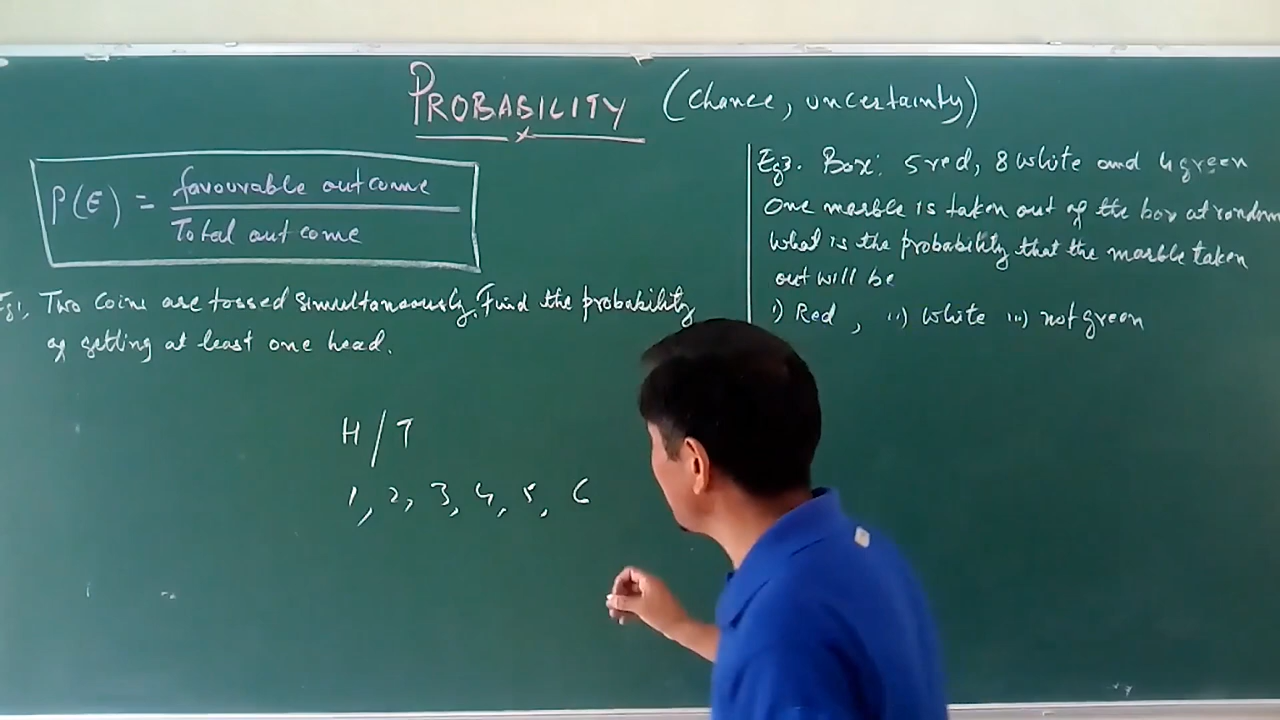 PROBABILITY (Chance, uncertainty)
P(E) = favourable outcome
Total outcome
Eg1. Two coins are tossed simultaneously. Find the probability
of getting at least one head.
H/T
1, 2, 3, 4, 5, 6
Eg3. Box: 5 red, 8 white and 4 green
One marble is taken out of the box at random
What is the probability that the marble taken
out will be
i) Red, ii) White iii) not green